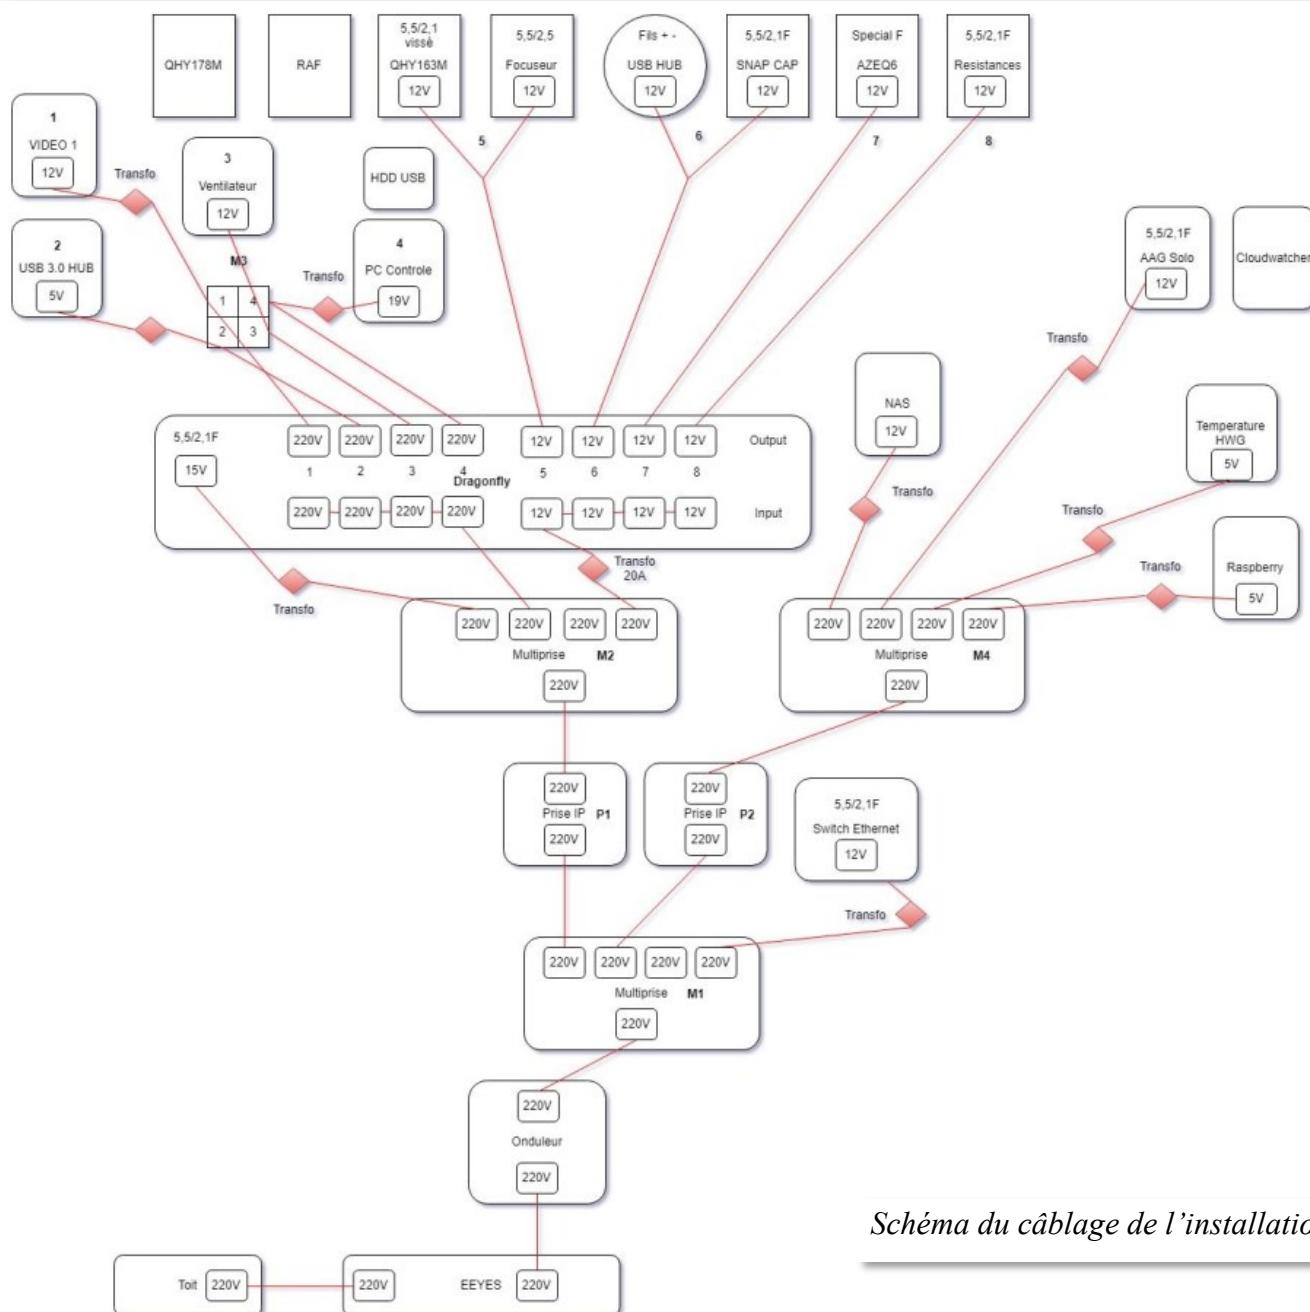 QHY178M
RAF
5,5/2,1
vissè
QHY163M
12V
5,5/2,5
Focuseur
12V
Fils + -
USB HUB
12V
5,5/2,1F
SNAP CAP
12V
Special F
AZEQ6
12V
5,5/2,1F
Resistances
12V
5
6
7
8
1
VIDEO 1
12V
Transfo
3
Ventilateur
12V
HDD USB
2
USB 3.0 HUB
5V
M3
1 4
2 3
Transfo
4
PC Controle
19V
5,5/2,1F
AAG Solo
12V
Cloudwatcher
Transfo
NAS
12V
Transfo
Temperature
HWG
5V
Transfo
Transfo
Raspberry
5V
5,5/2,1F
15V
220V 220V 220V 220V 12V 12V 12V 12V Output
1 2 3 4 5 6 7 8
Dragonfly
220V 220V 220V 220V 12V 12V 12V 12V Input
Transfo
Transfo
20A
220V 220V 220V 220V
Multiprise M2
220V
220V 220V 220V 220V
Multiprise M4
220V
220V
Prise IP P1
220V
220V
Prise IP P2
220V
5,5/2,1F
Switch Ethernet
12V
Transfo
220V 220V 220V 220V
Multiprise M1
220V
220V
Onduleur
220V
Schéma du câblage de l'installatio
Toit 220V
220V EEYES 220V